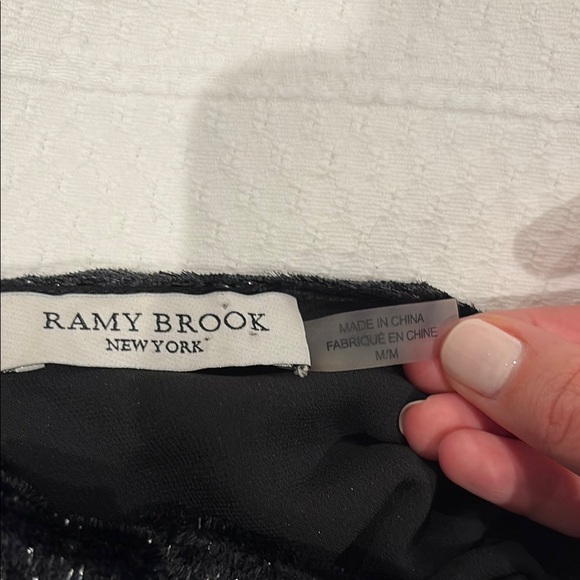 RAMY BROOK
NEW YORK
MADE IN CHINA
FABRIQUÉ EN CHINE
M/M